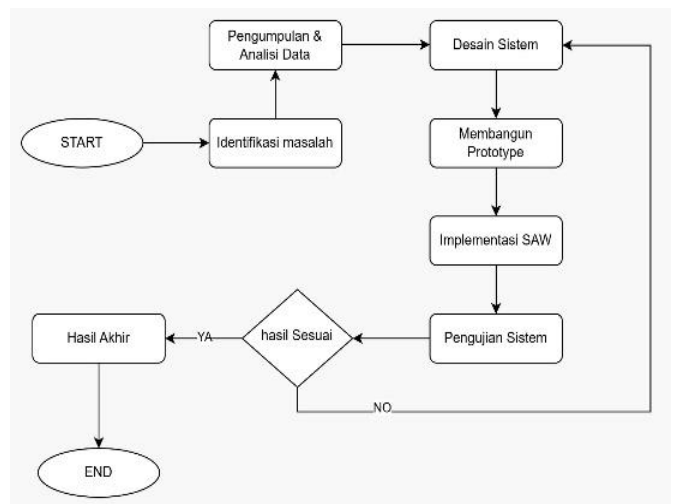 START
Identifikasi masalah
Pengumpulan &
Analisi Data
Desain Sistem
Membangun
Prototype
Implementasi SAW
Pengujian Sistem
hasil Sesuai
YA
NO
Hasil Akhir
END